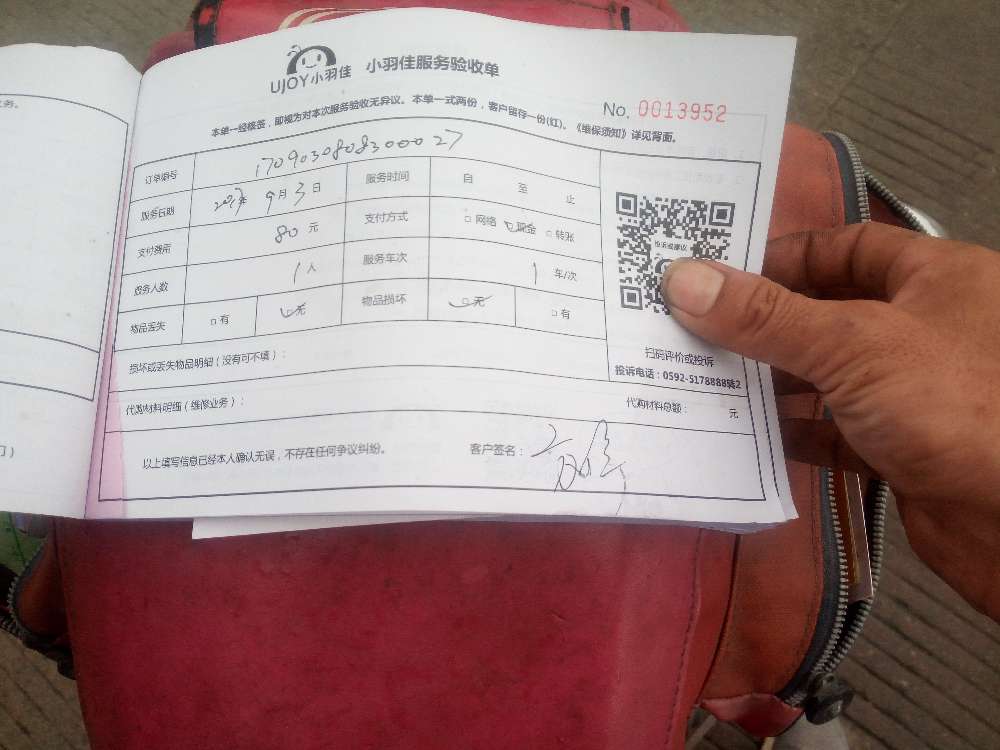 UJOY小羽佳 小羽佳服务验收单
No. 0013952
本单一经核签，即视为对本次服务验收无异议。本单一式两份，客户留存一份(红)。《维保须知》详见背面。
订单编号 17090308083000027
服务日期 2017年 9月 3日 服务时间 自 至 止
支付费用 80 元 支付方式 □网络 现金 □转账
服务人数 1人 服务车次 1 车/次
物品丢失 □有 □无 物品损坏 □无 □有
损坏或丢失物品明细（没有可不填）：
代购材料明细（维修业务）： 代购材料总额： 元
以上填写信息已经本人确认无误，不存在任何争议纠纷。 客户签名：
扫码评价或投诉
投诉电话：0592-5178888转2